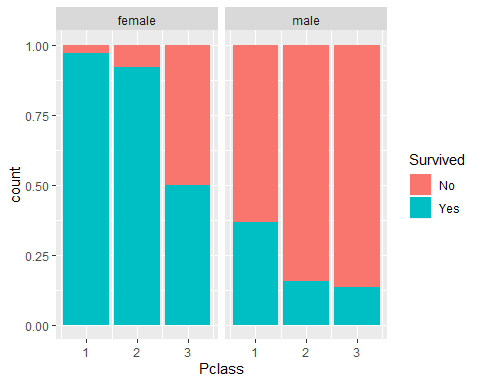 female male
1.00
0.75
0.50
0.25
0.00
count
1 2 3 1 2 3
Pclass
Survived
No
Yes